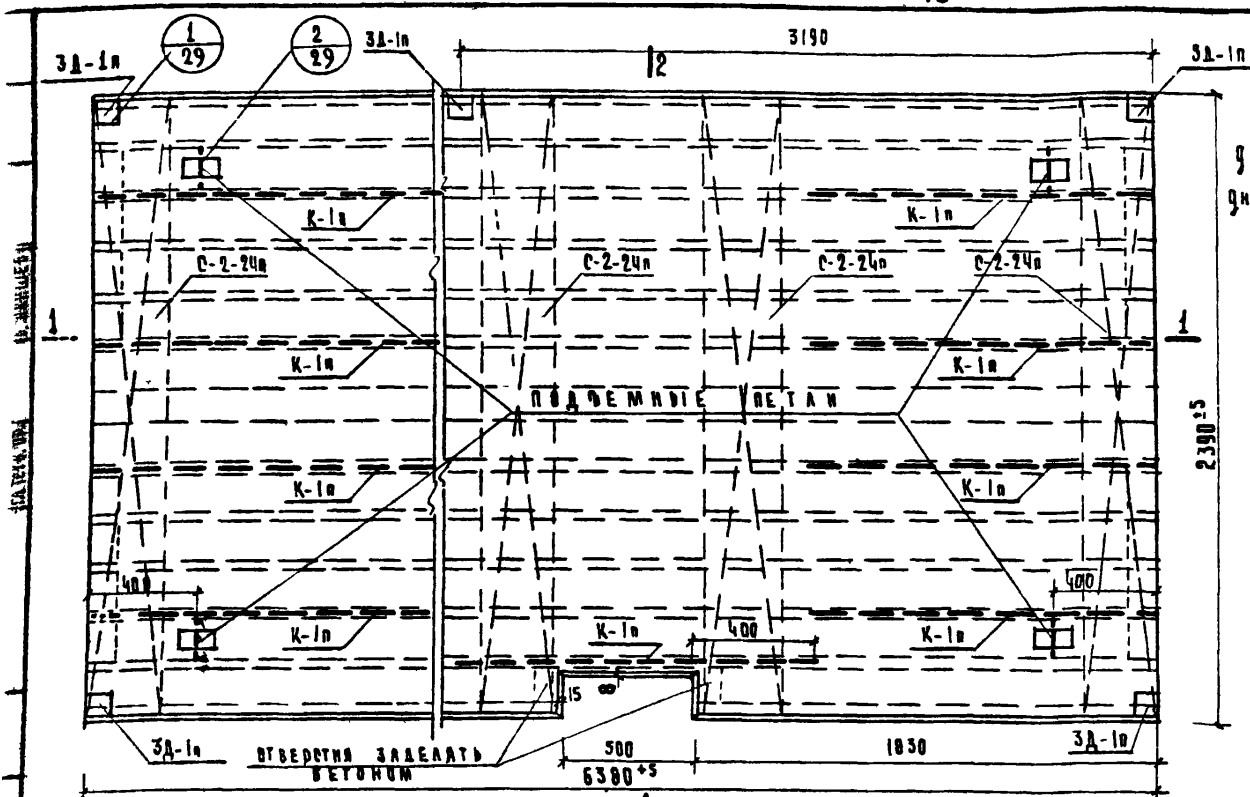 1
29
2
29
ЗД-1п
ЗД-1п
3190
ЗД-1п
2
К-1п
К-1п
С-2-24п
С-2-24п
С-2-24п
С-2-24п
1
1
К-1п
К-1п
ПОДЪЕМНЫЕ ПЕТЛИ
2390±5
К-1п
К-1п
400
400
К-1п
К-1п
400
К-1п
15
80
ЗД-1п
ОТВЕРСТИЯ ЗАДЕЛАТЬ
БЕТОНОМ
500
1830
ЗД-1п
6380+5